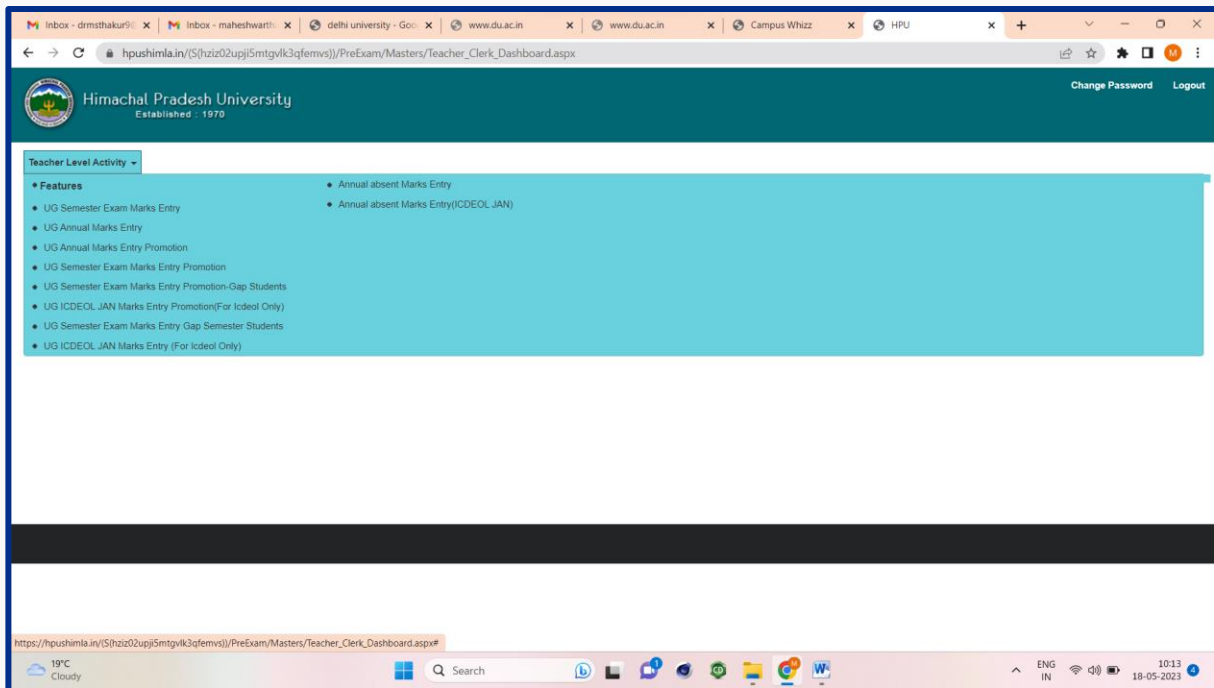 Inbox - drmsthakur9@
Inbox - maheshwarth
delhi university - Goo
www.du.ac.in
www.du.ac.in
Campus Whizz
HPU
hpushimla.in/(S(hziz02upji5mtgvlk3qfemvs))/PreExam/Masters/Teacher_Clerk_Dashboard.aspx
M
Himachal Pradesh University
Established : 1970
Change Password Logout
Teacher Level Activity
Features
UG Semester Exam Marks Entry
UG Annual Marks Entry
UG Annual Marks Entry Promotion
UG Semester Exam Marks Entry Promotion
UG Semester Exam Marks Entry Promotion-Gap Students
UG ICDEOL JAN Marks Entry Promotion(For Icdeol Only)
UG Semester Exam Marks Entry Gap Semester Students
UG ICDEOL JAN Marks Entry (For icdeol Only)
Annual absent Marks Entry
Annual absent Marks Entry(ICDEOL JAN)
https://hpushimla.in/(S(hziz02upji5mtgvlk3qfemvs))/PreExam/Masters/Teacher_Clerk_Dashboard.aspx#
19°C
Cloudy
Search
ENG
IN
10:13
18-05-2023
4